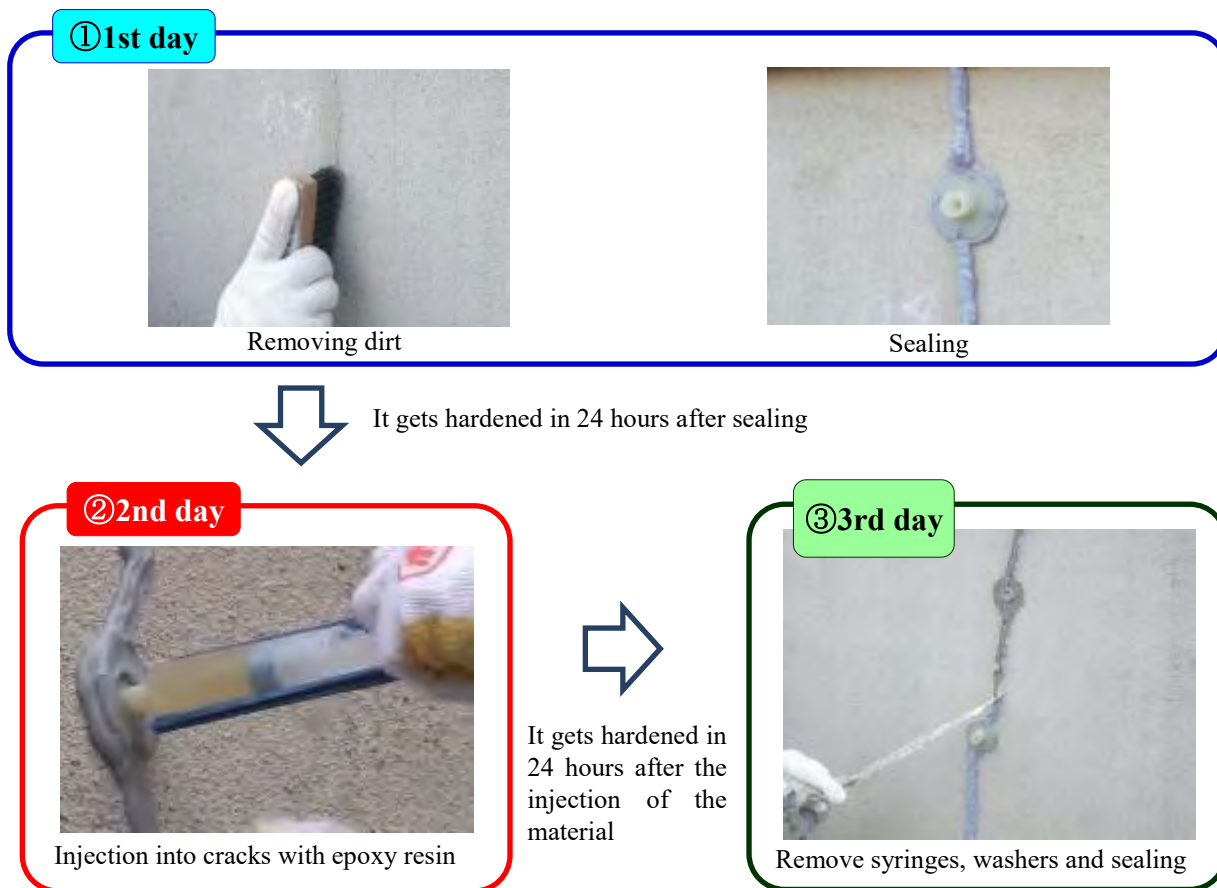 ①1st day
Removing dirt
Sealing
It gets hardened in 24 hours after sealing
②2nd day
Injection into cracks with epoxy resin
It gets hardened in
24 hours after the
injection of the
material
③3rd day
Remove syringes, washers and sealing